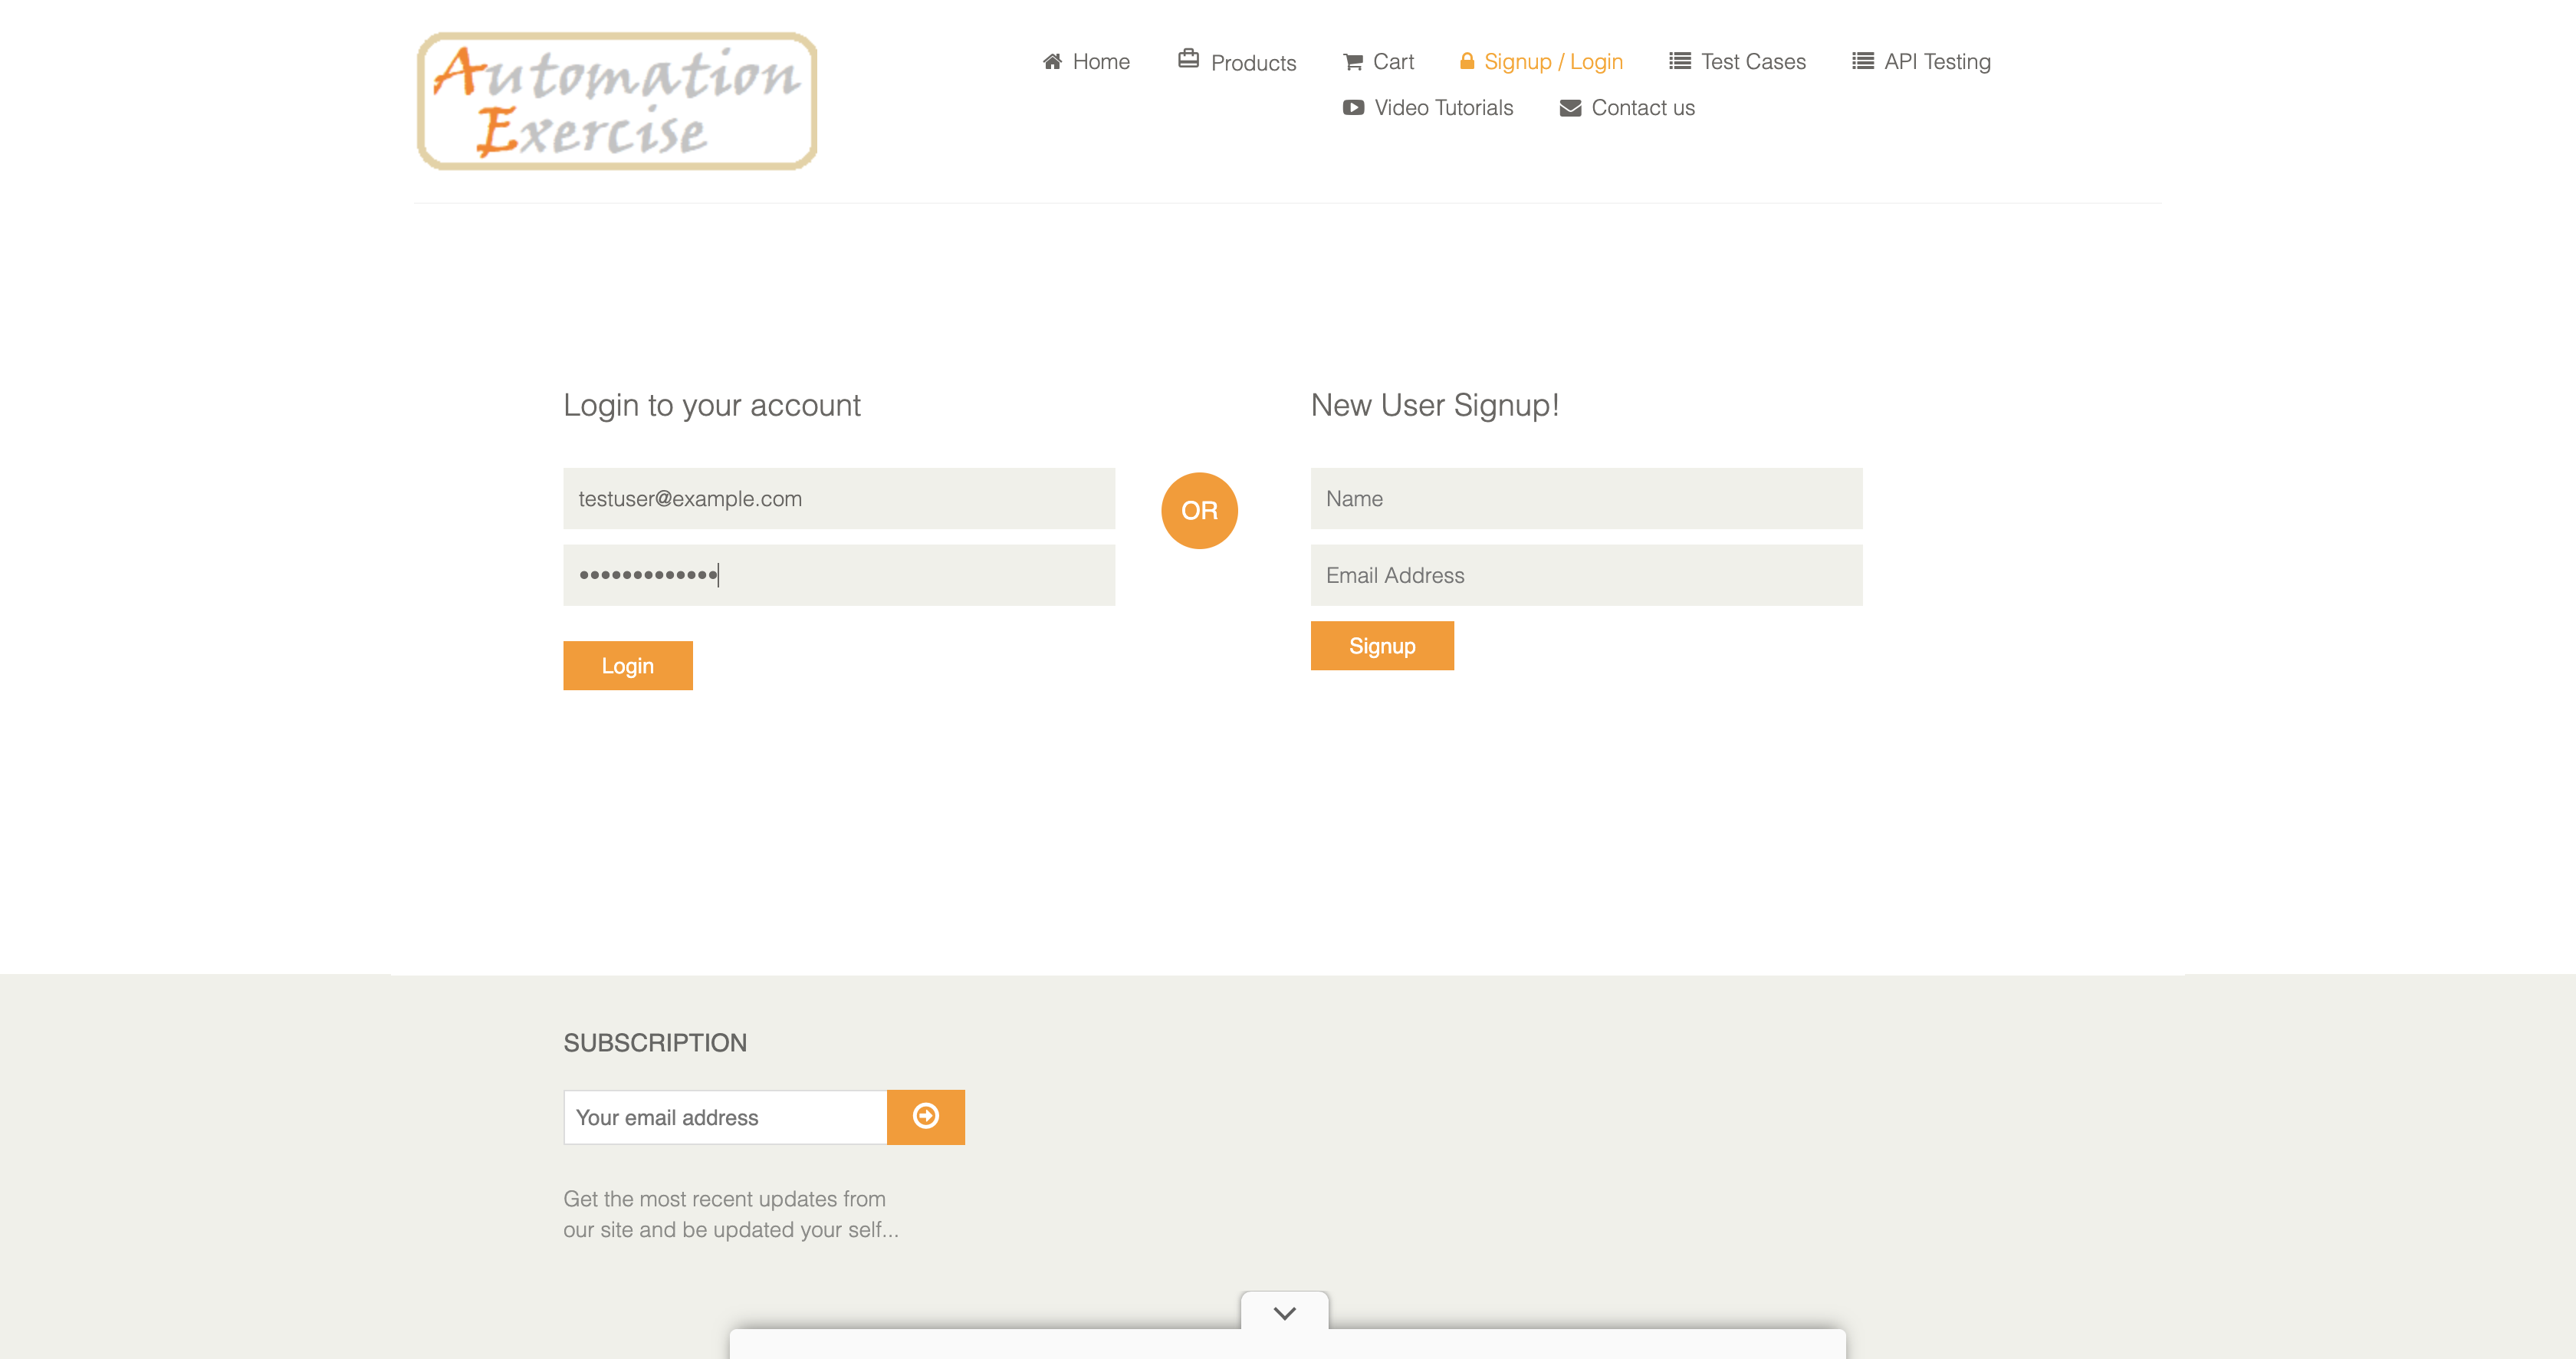 Automation
Exercise
Home
Products
Cart
Signup / Login
Test Cases
API Testing
Video Tutorials
Contact us
Login to your account
testuser@example.com
•••••••••••••
Login
OR
New User Signup!
Name
Email Address
Signup
SUBSCRIPTION
Your email address
Get the most recent updates from
our site and be updated your self...